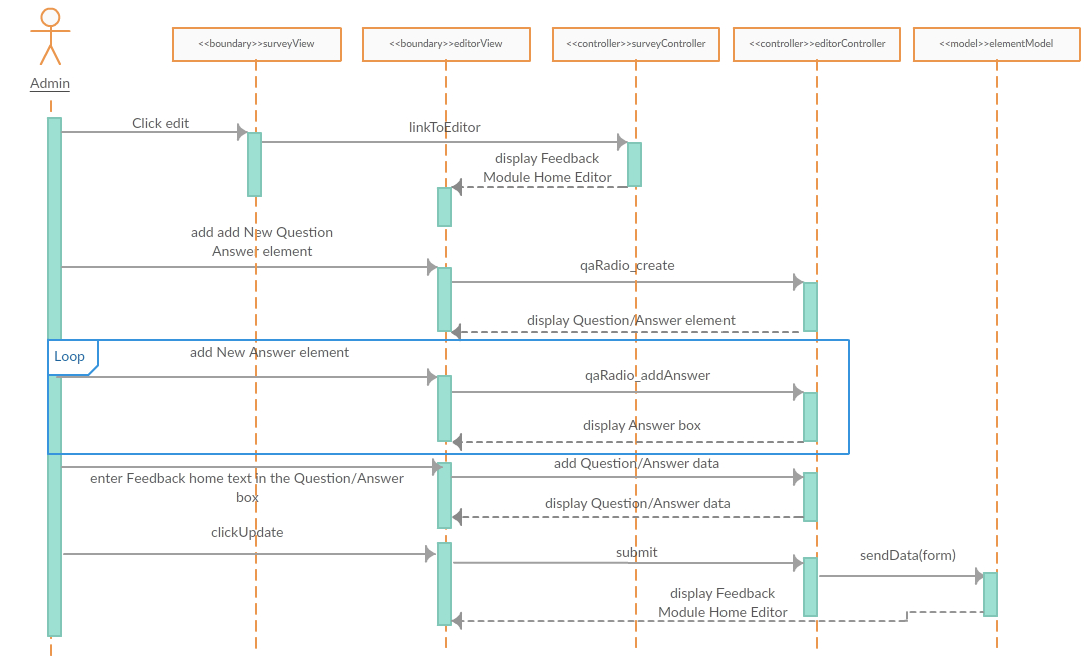 <<boundary>>surveyView
<<boundary>>editorView
<<controller>>surveyController
<<controller>>editorController
<<model>>elementModel
Admin
Click edit
linkToEditor
display Feedback
Module Home Editor
add add New Question
Answer element
qaRadio_create
display Question/Answer element
Loop
add New Answer element
qaRadio_addAnswer
display Answer box
add Question/Answer data
enter Feedback home text in the Question/Answer
box
display Question/Answer data
clickUpdate
submit
sendData(form)
display Feedback
Module Home Editor